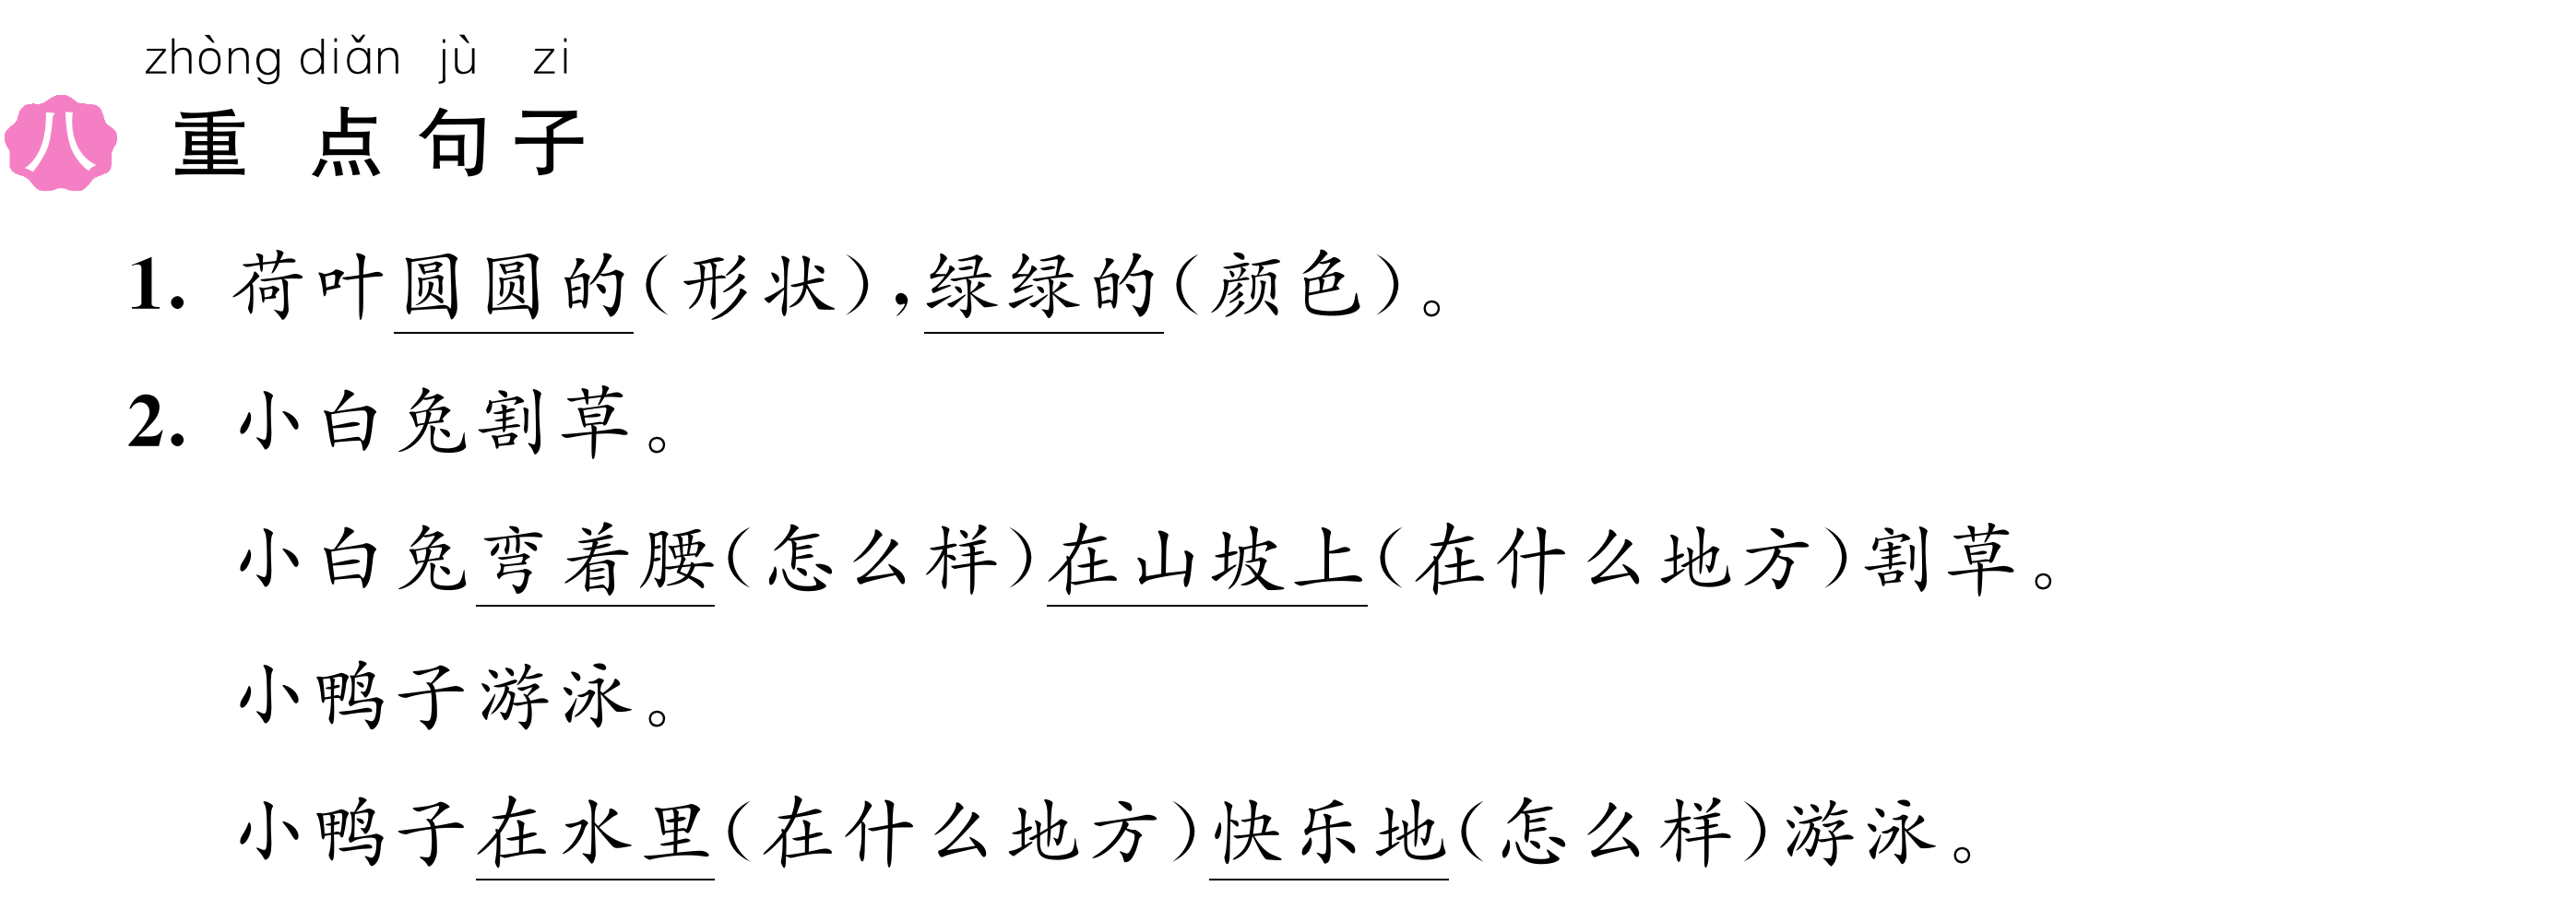 zhòng diǎn jù zi
八 重点句子
1. 荷叶圆圆的(形状),绿绿的(颜色)。
2. 小白兔割草。
小白兔弯着腰(怎么样)在山坡上(在什么地方)割草。
小鸭子游泳。
小鸭子在水里(在什么地方)快乐地(怎么样)游泳。